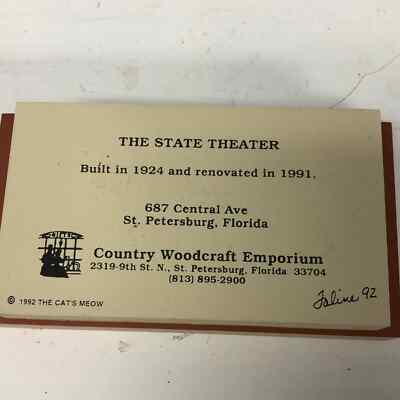 THE STATE THEATER
Built in 1924 and renovated in 1991.
687 Central Ave
St. Petersburg, Florida
Country Woodcraft Emporium
2319-9th St. N., St. Petersburg, Florida 33704
(813) 895-2900
© 1992 THE CAT'S MEOW
Faline 92